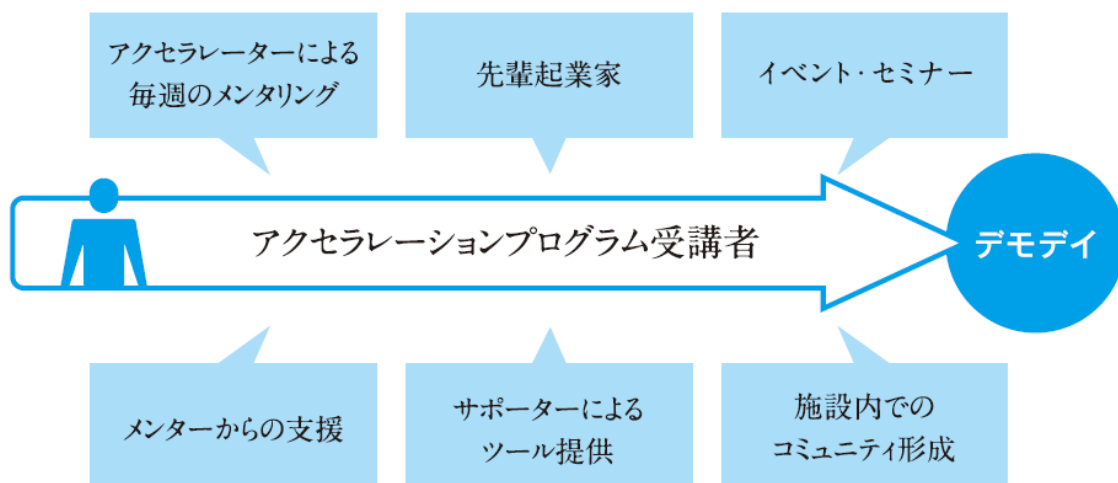 アクセラレーターによる
毎週のメンタリング
先輩起業家
イベント・セミナー
アクセラレーションプログラム受講者
デモデイ
メンターからの支援
サポーターによる
ツール提供
施設内での
コミュニティ形成